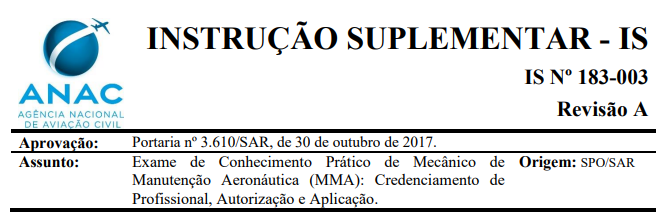 INSTRUÇÃO SUPLEMENTAR - IS
IS Nº 183-003
Revisão A
ANAC
AGÊNCIA NACIONAL
DE AVIAÇÃO CIVIL
Aprovação: Portaria nº 3.610/SAR, de 30 de outubro de 2017.
Assunto: Exame de Conhecimento Prático de Mecânico de Origem: SPO/SAR
Manutenção Aeronáutica (MMA): Credenciamento de
Profissional, Autorização e Aplicação.